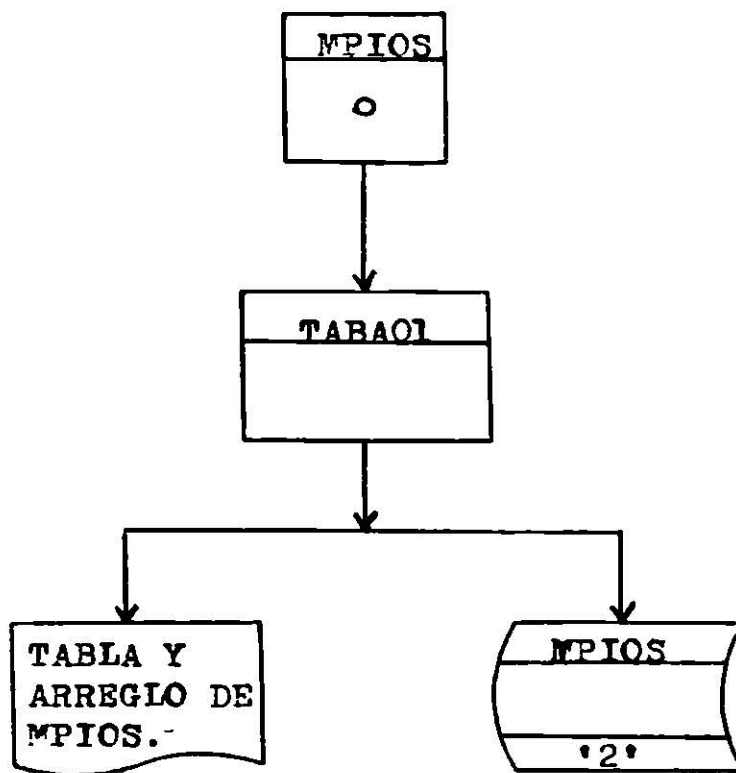 MPIOS
O
TABA01
TABLA Y
ARREGLO DE
MPIOS.-
MPIOS
'2'